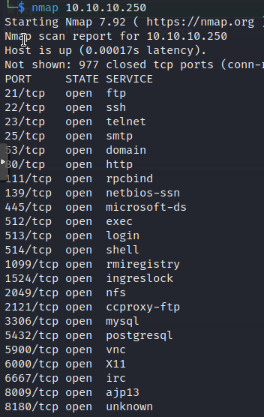 └─$ nmap 10.10.10.250
Starting Nmap 7.92 ( https://nmap.org )
Nmap scan report for 10.10.10.250
Host is up (0.00017s latency).
Not shown: 977 closed tcp ports
PORT STATE SERVICE
21/tcp open ftp
22/tcp open ssh
23/tcp open telnet
25/tcp open smtp
53/tcp open domain
80/tcp open http
111/tcp open rpcbind
139/tcp open netbios-ssn
445/tcp open microsoft-ds
512/tcp open exec
513/tcp open login
514/tcp open shell
1099/tcp open rmiregistry
1524/tcp open ingreslock
2049/tcp open nfs
2121/tcp open ccproxy-ftp
3306/tcp open mysql
5432/tcp open postgresql
5900/tcp open vnc
6000/tcp open X11
6667/tcp open irc
8009/tcp open ajp13
8180/tcp open unknown